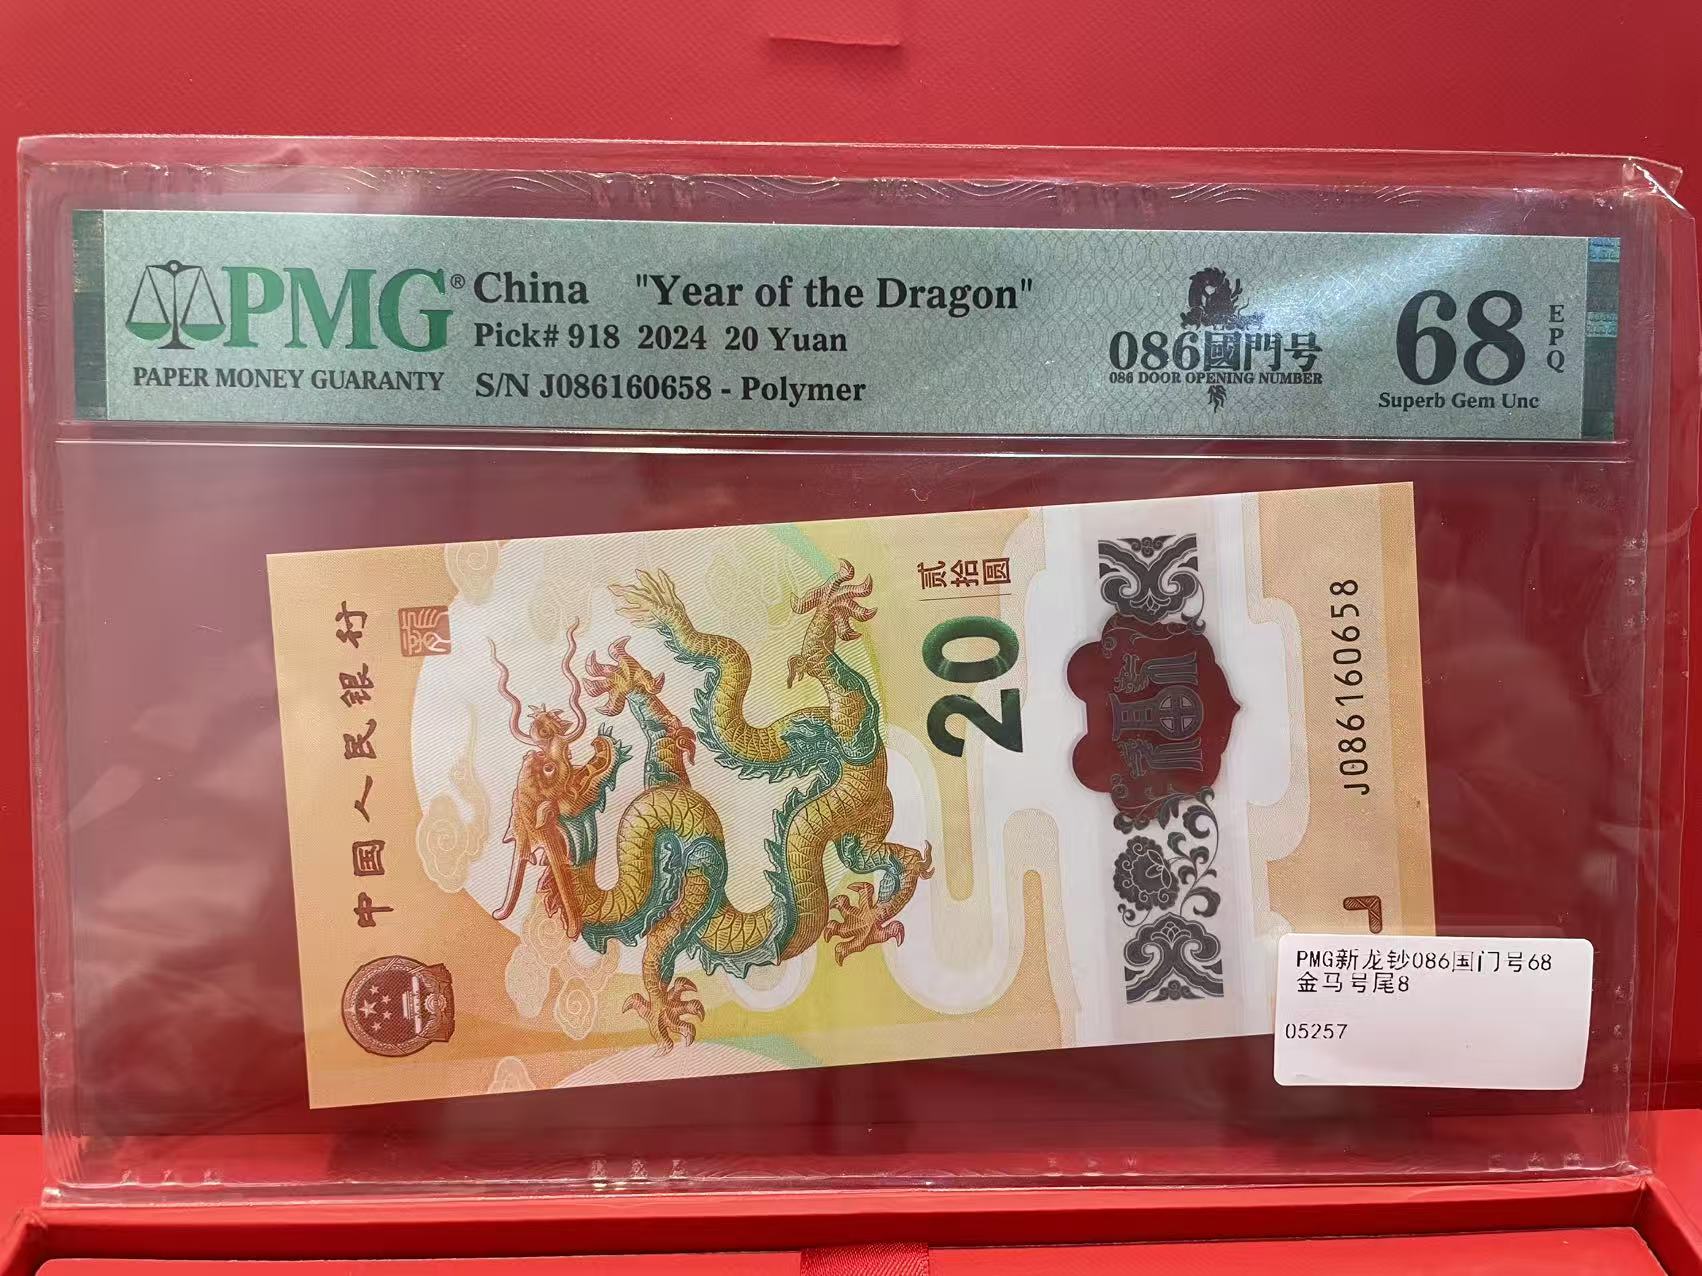 PMG® China "Year of the Dragon"
Pick# 918 2024 20 Yuan
PAPER MONEY GUARANTY
S/N J086160658 - Polymer
086國門号
086 DOOR OPENING NUMBER
68
EPQ
Superb Gem Unc
中国人民银行
贰拾圆
20
J086160658
PMG新龙钞086国门号68
金马号尾8
05257